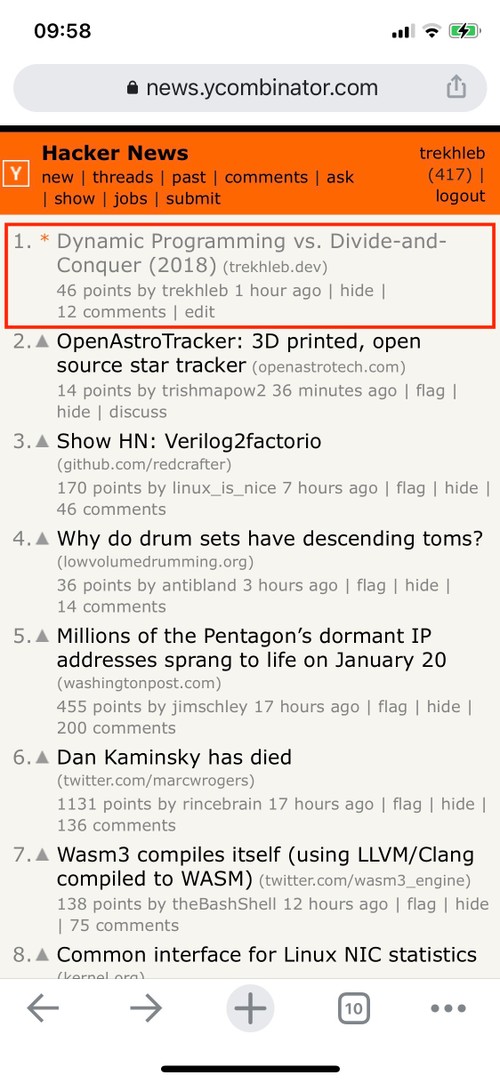 09:58
news.ycombinator.com
Y
Hacker News
new | threads | past | comments | ask
| show | jobs | submit
trekhleb
(417) |
logout
1. * Dynamic Programming vs. Divide-and-
Conquer (2018) (trekhleb.dev)
46 points by trekhleb 1 hour ago | hide |
12 comments | edit
2. ▲ OpenAstroTracker: 3D printed, open
source star tracker (openastrotech.com)
14 points by trishmapow2 36 minutes ago | flag |
hide | discuss
3. ▲ Show HN: Verilog2factorio
(github.com/redcrafter)
170 points by linux_is_nice 7 hours ago | flag | hide |
46 comments
4. ▲ Why do drum sets have descending toms?
(lowvolumedrumming.org)
36 points by antibland 3 hours ago | flag | hide |
14 comments
5. ▲ Millions of the Pentagon’s dormant IP
addresses sprang to life on January 20
(washingtonpost.com)
455 points by jimschley 17 hours ago | flag | hide |
200 comments
6. ▲ Dan Kaminsky has died
(twitter.com/marcwrogers)
1131 points by rincebrain 17 hours ago | flag | hide |
136 comments
7. ▲ Wasm3 compiles itself (using LLVM/Clang
compiled to WASM) (twitter.com/wasm3_engine)
138 points by theBashShell 12 hours ago | flag | hide
| 75 comments
8. ▲ Common interface for Linux NIC statistics
(kernel.org)
10